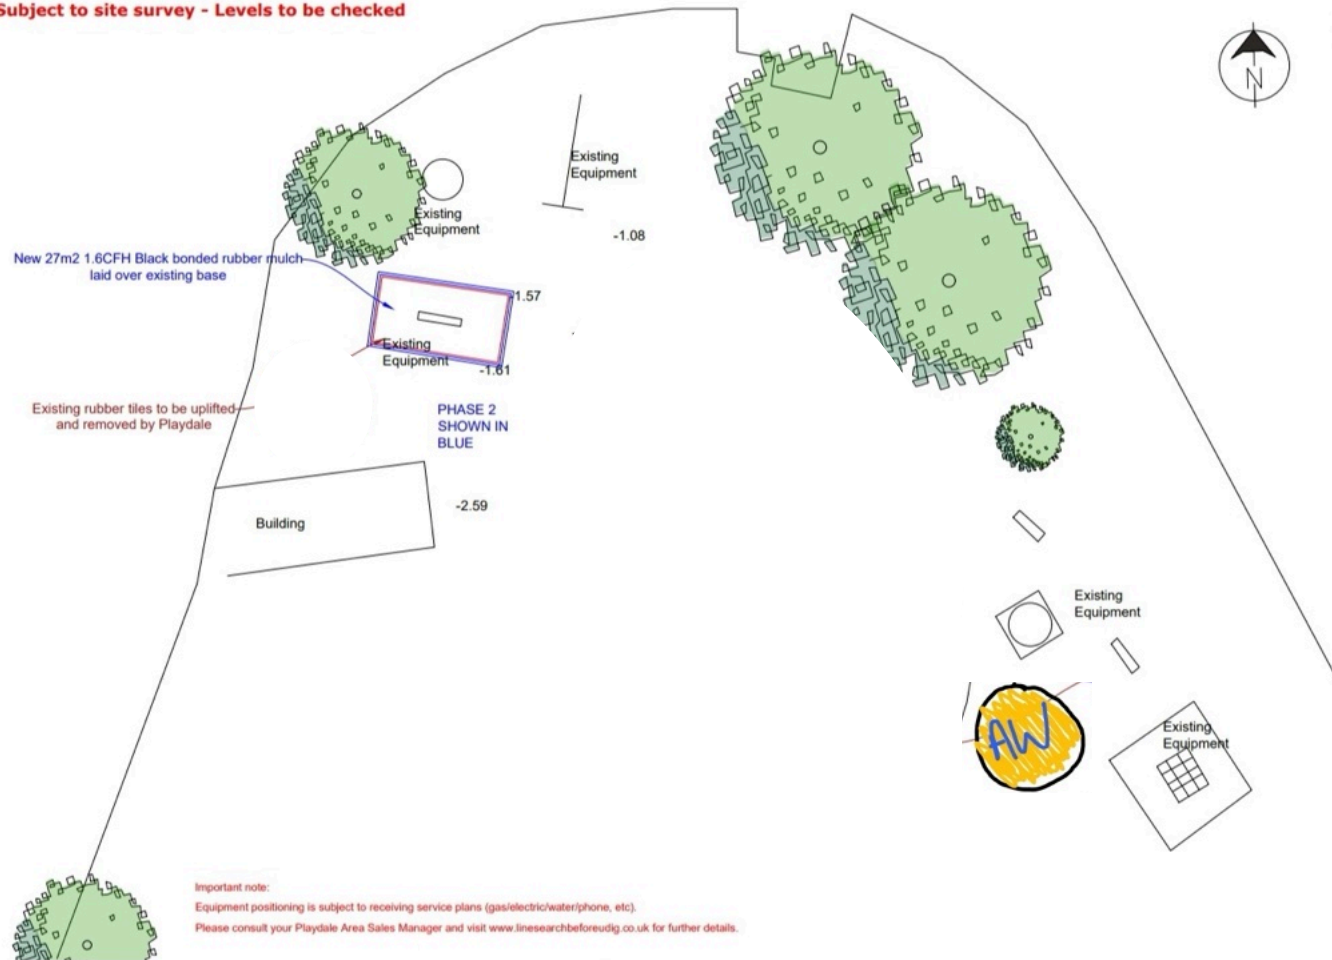 Subject to site survey - Levels to be checked
N
Existing
Equipment
Existing
Equipment
-1.08
New 27m2 1.6CFH Black bonded rubber mulch
laid over existing base
-1.57
Existing
Equipment
-1.61
Existing rubber tiles to be uplifted
and removed by Playdale
PHASE 2
SHOWN IN
BLUE
-2.59
Building
Existing
Equipment
AW
Existing
Equipment
Important note:
Equipment positioning is subject to receiving service plans (gas/electric/water/phone, etc).
Please consult your Playdale Area Sales Manager and visit www.linesearchbeforeudig.co.uk for further details.